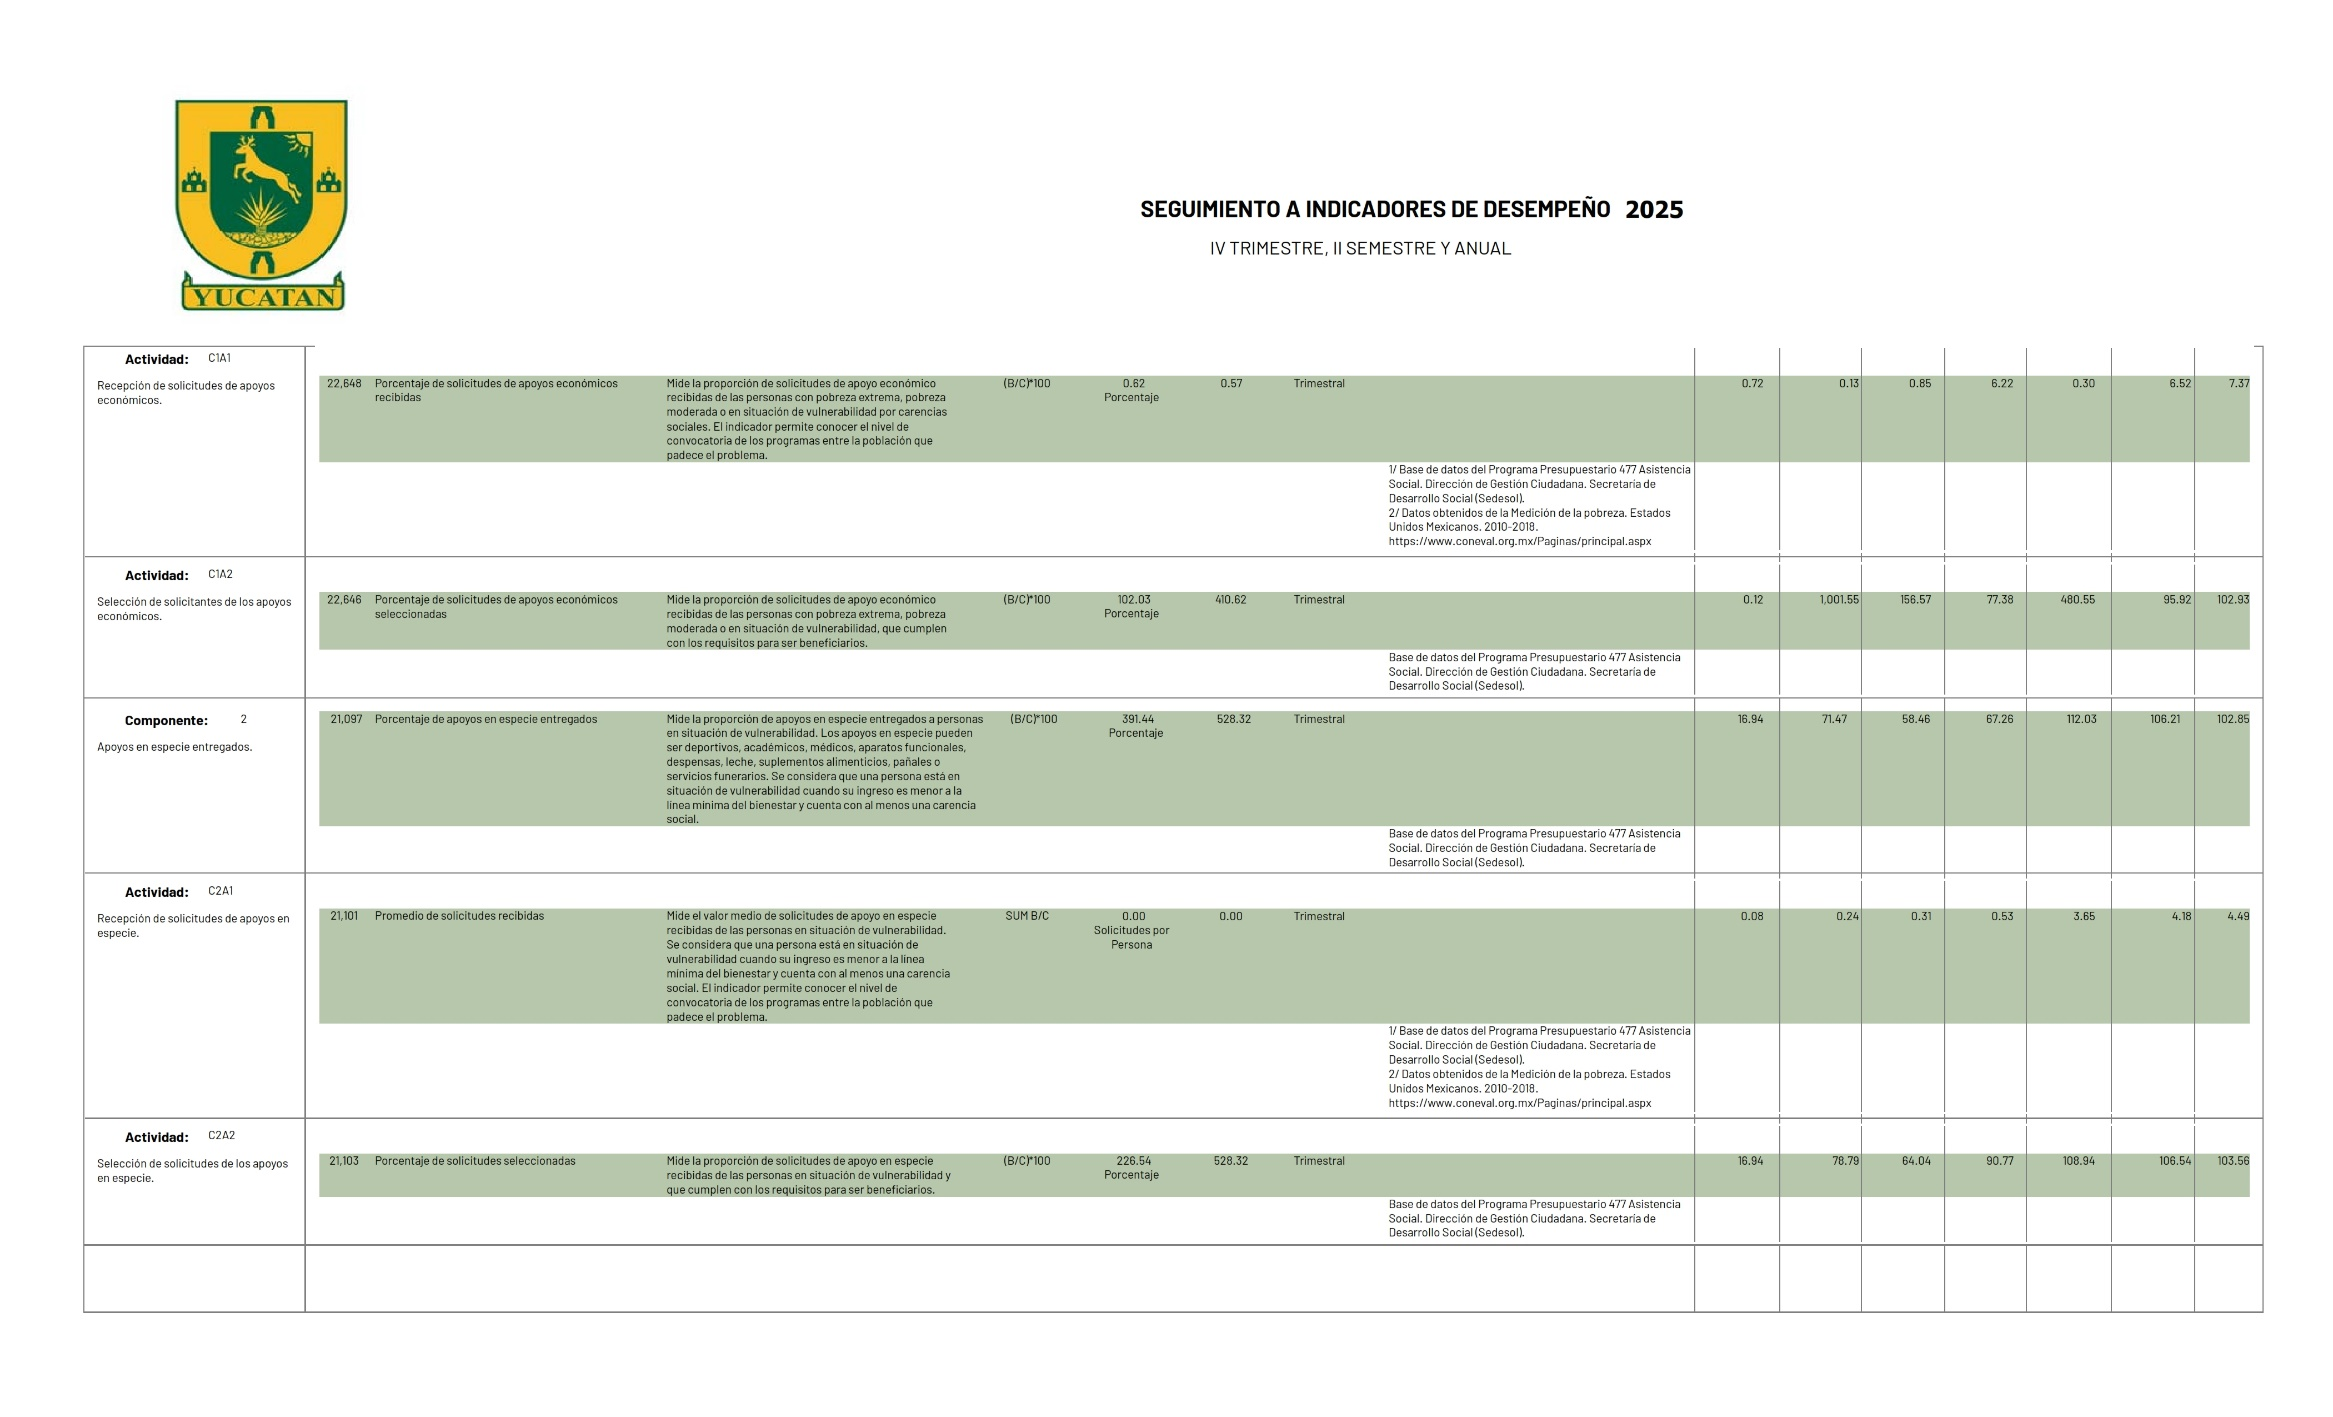 YUCATAN
SEGUIMIENTO A INDICADORES DE DESEMPEÑO 2025
IV TRIMESTRE, II SEMESTRE Y ANUAL
Actividad: C1A1
Recepción de solicitudes de apoyos
económicos.
22,648 Porcentaje de solicitudes de apoyos económicos
recibidas
Mide la proporción de solicitudes de apoyo económico
recibidas de las personas con pobreza extrema, pobreza
moderada o en situación de vulnerabilidad por carencias
sociales. El indicador permite conocer el nivel de
convocatoria de los programas entre la población que
padece el problema.
(B/C)*100
0.62
Porcentaje
0.57
Trimestral
0.72 0.13 0.85 6.22 0.30 6.52 7.37
1/ Base de datos del Programa Presupuestario 477 Asistencia
Social. Dirección de Gestión Ciudadana. Secretaría de
Desarrollo Social (Sedesol).
2/ Datos obtenidos de la Medición de la pobreza. Estados
Unidos Mexicanos. 2010-2018.
https://www.coneval.org.mx/Paginas/principal.aspx
Actividad: C1A2
Selección de solicitantes de los apoyos
económicos.
22,646 Porcentaje de solicitudes de apoyos económicos
seleccionadas
Mide la proporción de solicitudes de apoyo económico
recibidas de las personas con pobreza extrema, pobreza
moderada o en situación de vulnerabilidad, que cumplen
con los requisitos para ser beneficiarios.
(B/C)*100
102.03
Porcentaje
410.62
Trimestral
0.12 1,001.55 156.57 77.38 480.55 95.92 102.93
Base de datos del Programa Presupuestario 477 Asistencia
Social. Dirección de Gestión Ciudadana. Secretaría de
Desarrollo Social (Sedesol).
Componente: 2
Apoyos en especie entregados.
21,097 Porcentaje de apoyos en especie entregados
Mide la proporción de apoyos en especie entregados a personas
en situación de vulnerabilidad. Los apoyos en especie pueden
ser deportivos, académicos, médicos, aparatos funcionales,
despensas, leche, suplementos alimenticios, pañales o
servicios funerarios. Se considera que una persona está en
situación de vulnerabilidad cuando su ingreso es menor a la
línea mínima del bienestar y cuenta con al menos una carencia
social.
(B/C)*100
391.44
Porcentaje
528.32
Trimestral
16.94 71.47 58.46 67.26 112.03 106.21 102.85
Base de datos del Programa Presupuestario 477 Asistencia
Social. Dirección de Gestión Ciudadana. Secretaría de
Desarrollo Social (Sedesol).
Actividad: C2A1
Recepción de solicitudes de apoyos en
especie.
21,101 Promedio de solicitudes recibidas
Mide el valor medio de solicitudes de apoyo en especie
recibidas de las personas en situación de vulnerabilidad.
Se considera que una persona está en situación de
vulnerabilidad cuando su ingreso es menor a la línea
mínima del bienestar y cuenta con al menos una carencia
social. El indicador permite conocer el nivel de
convocatoria de los programas entre la población que
padece el problema.
SUM B/C
0.00
Solicitudes por
Persona
0.00
Trimestral
0.08 0.24 0.31 0.53 3.65 4.18 4.49
1/ Base de datos del Programa Presupuestario 477 Asistencia
Social. Dirección de Gestión Ciudadana. Secretaría de
Desarrollo Social (Sedesol).
2/ Datos obtenidos de la Medición de la pobreza. Estados
Unidos Mexicanos. 2010-2018.
https://www.coneval.org.mx/Paginas/principal.aspx
Actividad: C2A2
Selección de solicitudes de los apoyos
en especie.
21,103 Porcentaje de solicitudes seleccionadas
Mide la proporción de solicitudes de apoyo en especie
recibidas de las personas en situación de vulnerabilidad y
que cumplen con los requisitos para ser beneficiarios.
(B/C)*100
226.54
Porcentaje
528.32
Trimestral
16.94 78.79 64.04 90.77 108.94 106.54 103.56
Base de datos del Programa Presupuestario 477 Asistencia
Social. Dirección de Gestión Ciudadana. Secretaría de
Desarrollo Social (Sedesol).